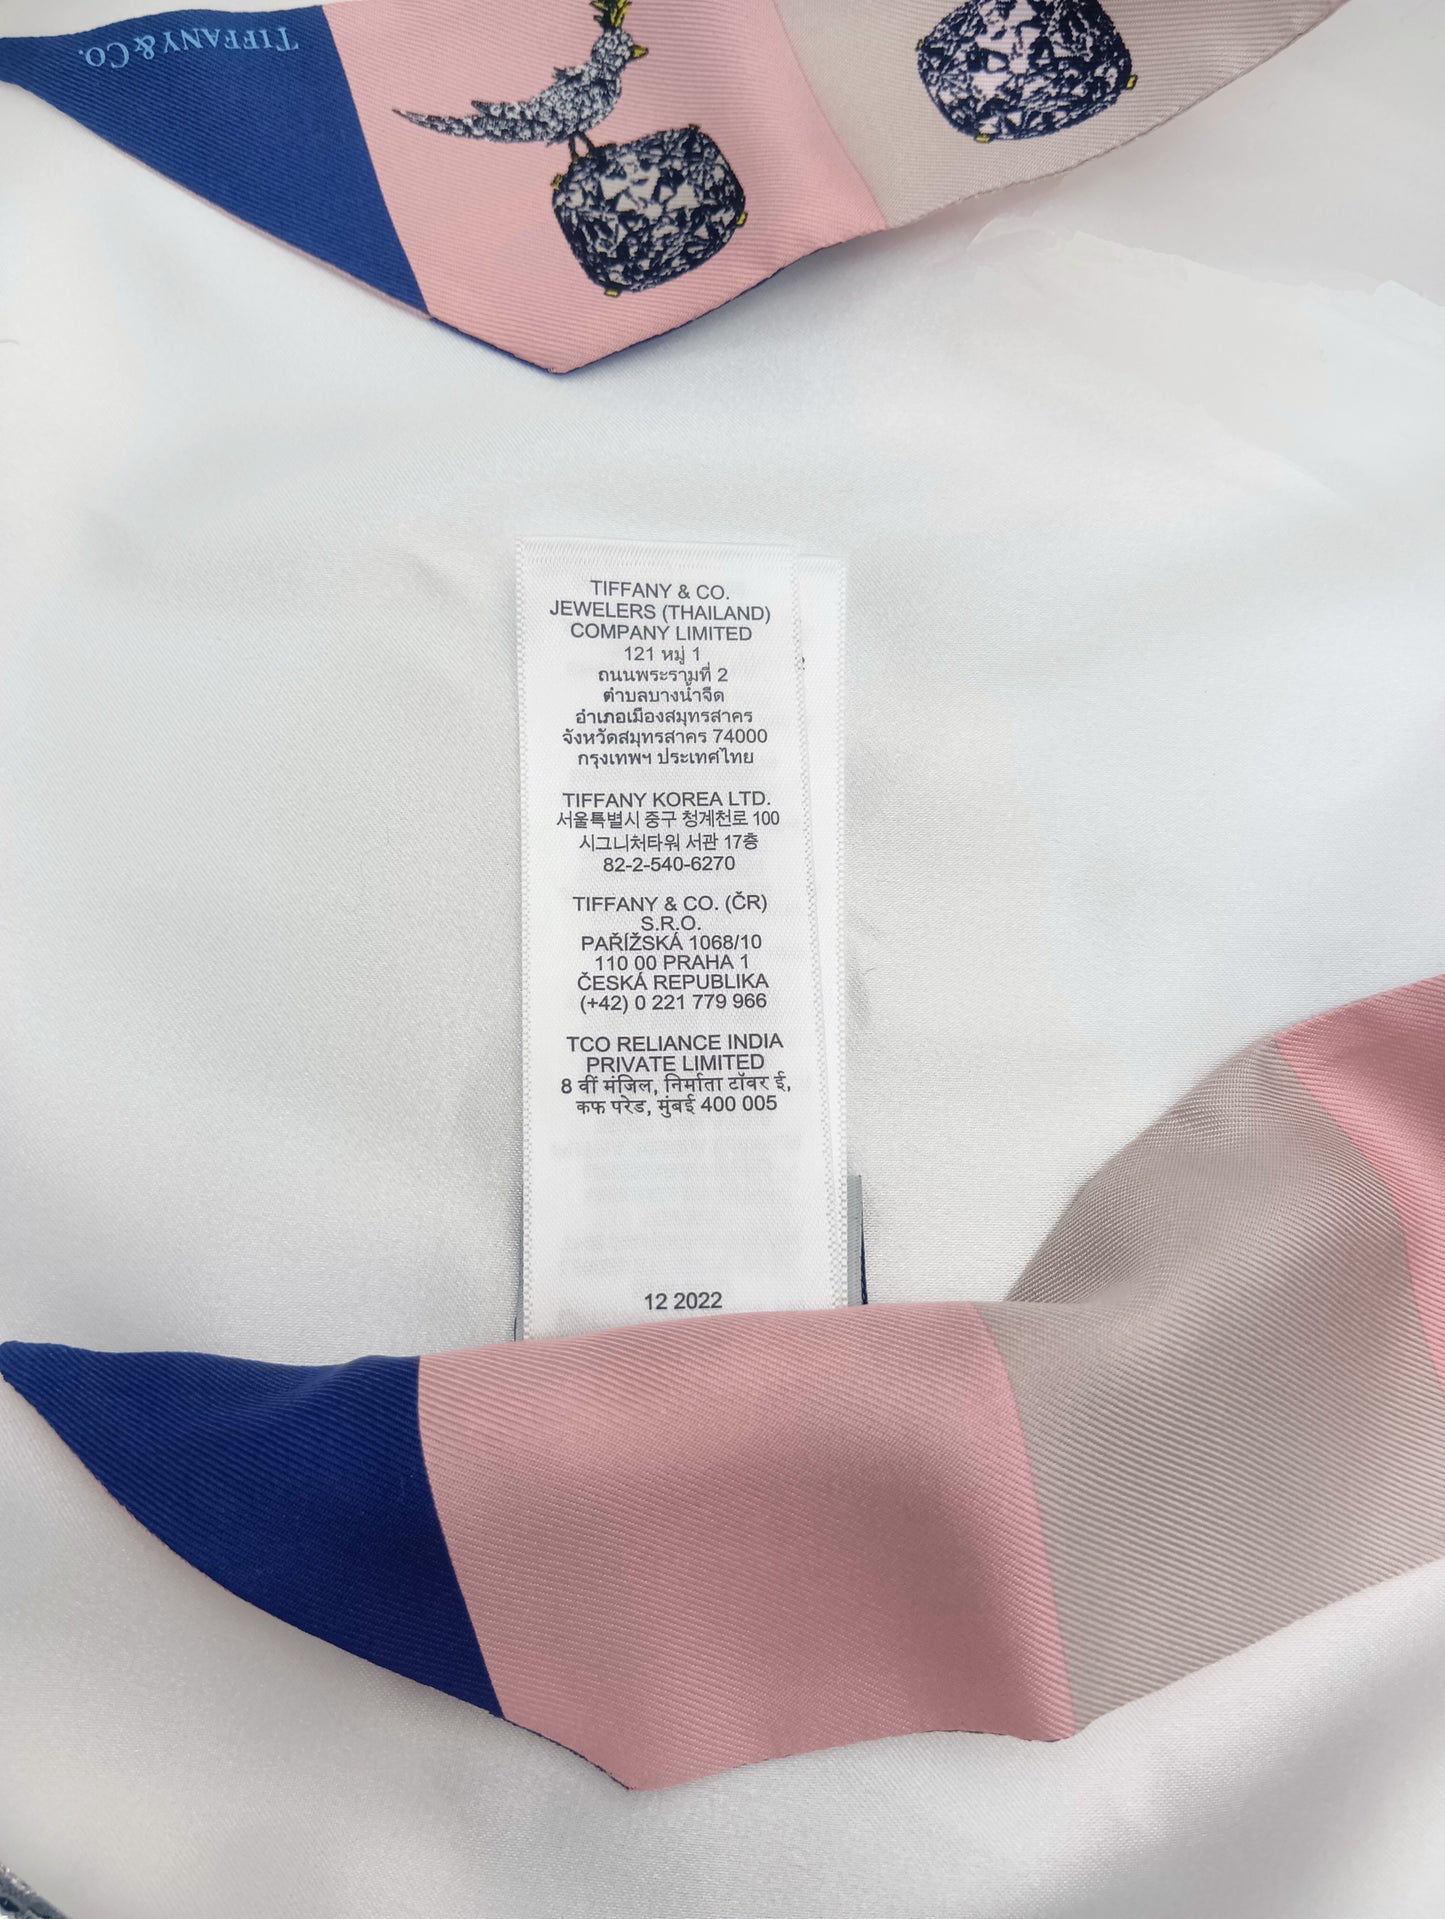 TIFFANY & CO.
TIFFANY & CO.
JEWELERS (THAILAND)
COMPANY LIMITED
121 หมู่ 1
ถนนพระรามที่ 2
ตำบลบางน้ำจืด
อำเภอเมืองสมุทรสาคร
จังหวัดสมุทรสาคร 74000
กรุงเทพฯ ประเทศไทย
TIFFANY KOREA LTD.
서울특별시 중구 청계천로 100
시그니처타워 서관 17층
82-2-540-6270
TIFFANY & CO. (ČR)
S.R.O.
PAŘÍŽSKÁ 1068/10
110 00 PRAHA 1
ČESKÁ REPUBLIKA
(+42) 0 221 779 966
TCO RELIANCE INDIA
PRIVATE LIMITED
8 वीं मंजिल, निर्माता टॉवर ई,
कफ परेड, मुंबई 400 005
12 2022